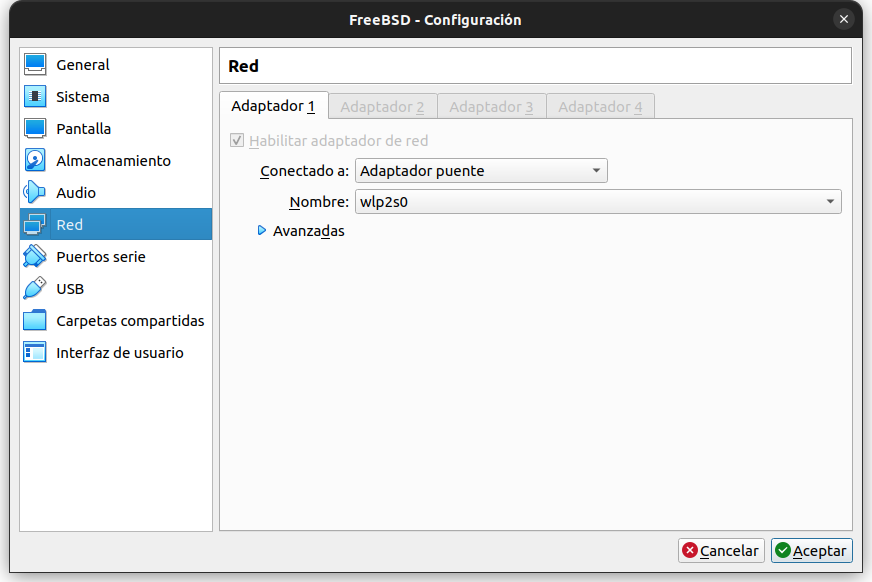 FreeBSD - Configuración
General
Sistema
Pantalla
Almacenamiento
Audio
Red
Puertos serie
USB
Carpetas compartidas
Interfaz de usuario
Red
Adaptador 1 Adaptador 2 Adaptador 3 Adaptador 4
Habilitar adaptador de red
Conectado a: Adaptador puente
Nombre: wlp2s0
Avanzadas
Cancelar Aceptar